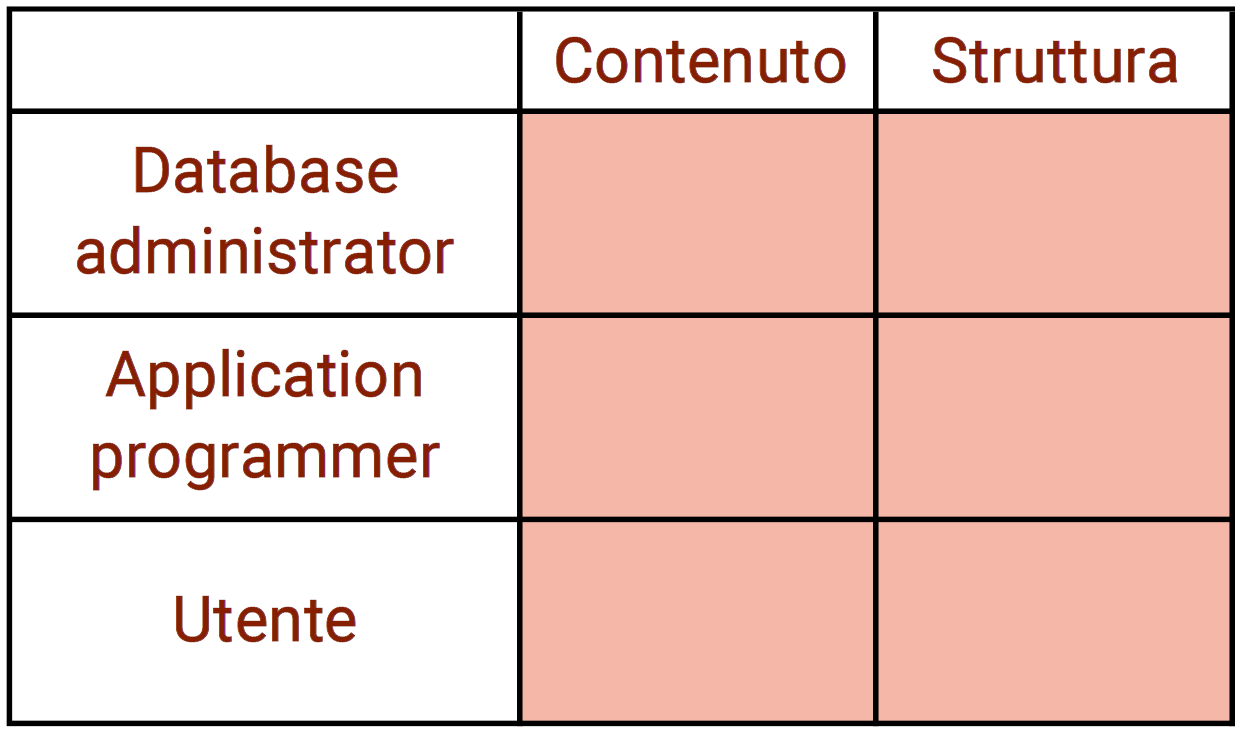 Contenuto Struttura
Database
administrator
Application
programmer
Utente